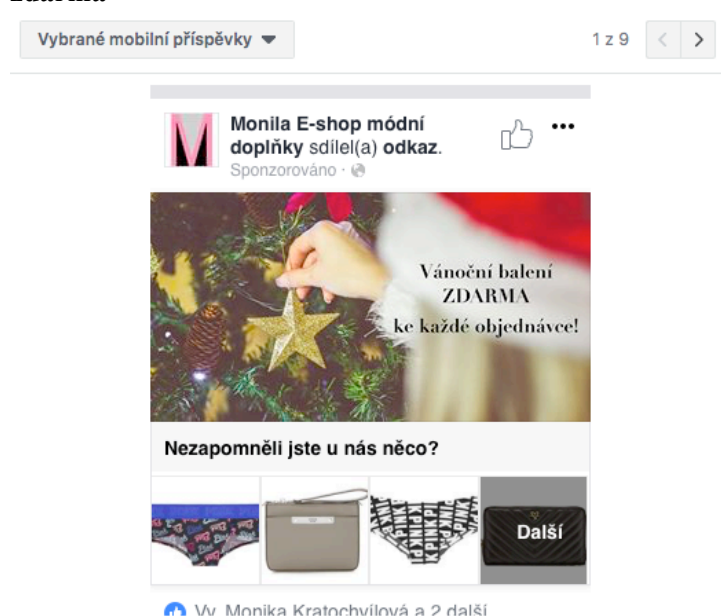 Vybrané mobilní příspěvky
1 z 9
Monila E-shop módní
doplňky sdílel(a) odkaz.
Sponzorováno ·
Vánoční balení
ZDARMA
ke každé objednávce!
Nezapomněli jste u nás něco?
Další
Vy, Monika Kratochvílová a 2 další